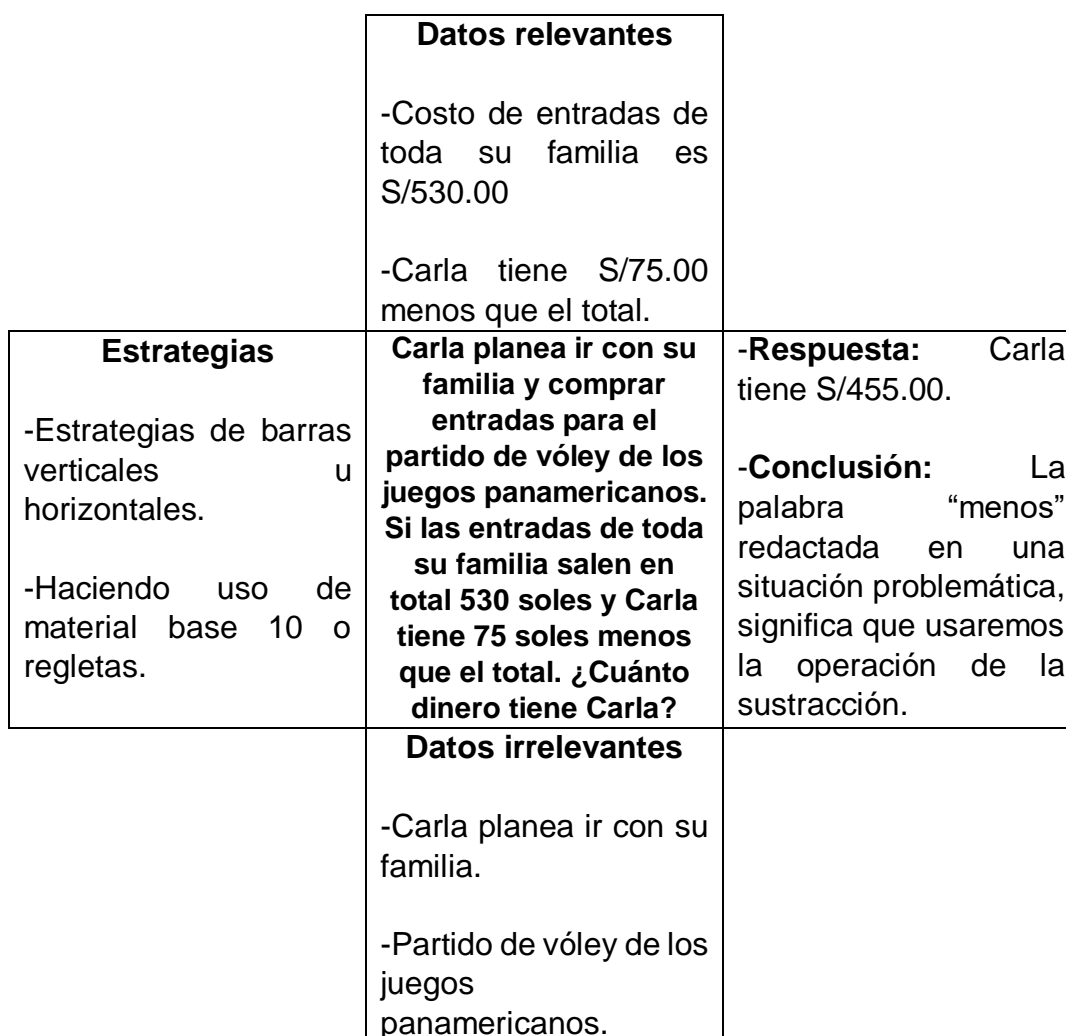 Datos relevantes
-Costo de entradas de
toda su familia es
S/530.00
-Carla tiene S/75.00
menos que el total.
Estrategias
-Estrategias de barras
verticales u
horizontales.
-Haciendo uso de
material base 10 o
regletas.
Carla planea ir con su
familia y comprar
entradas para el
partido de vóley de los
juegos panamericanos.
Si las entradas de toda
su familia salen en
total 530 soles y Carla
tiene 75 soles menos
que el total. ¿Cuánto
dinero tiene Carla?
-Respuesta: Carla
tiene S/455.00.
-Conclusión: La
palabra “menos”
redactada en una
situación problemática,
significa que usaremos
la operación de la
sustracción.
Datos irrelevantes
-Carla planea ir con su
familia.
-Partido de vóley de los
juegos
panamericanos.